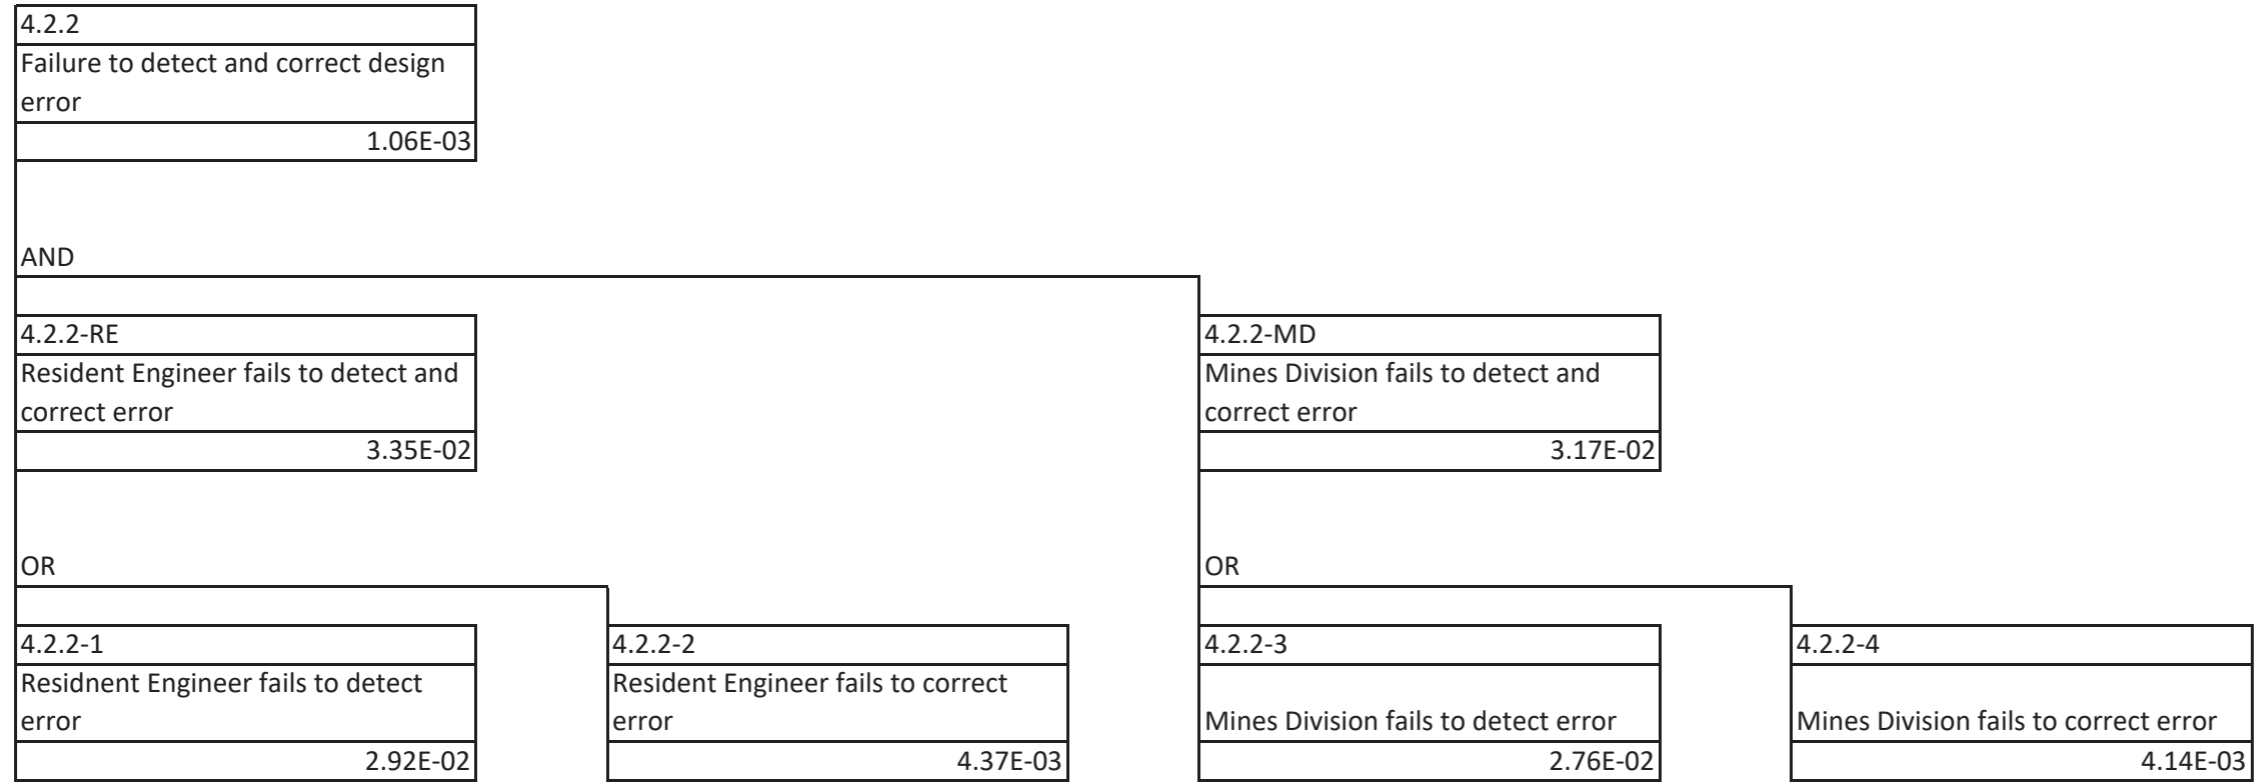 4.2.2
Failure to detect and correct design
error
1.06E-03
AND
4.2.2-RE
Resident Engineer fails to detect and
correct error
3.35E-02
4.2.2-MD
Mines Division fails to detect and
correct error
3.17E-02
OR
OR
4.2.2-1
Residnent Engineer fails to detect
error
2.92E-02
4.2.2-2
Resident Engineer fails to correct
error
4.37E-03
4.2.2-3
Mines Division fails to detect error
2.76E-02
4.2.2-4
Mines Division fails to correct error
4.14E-03